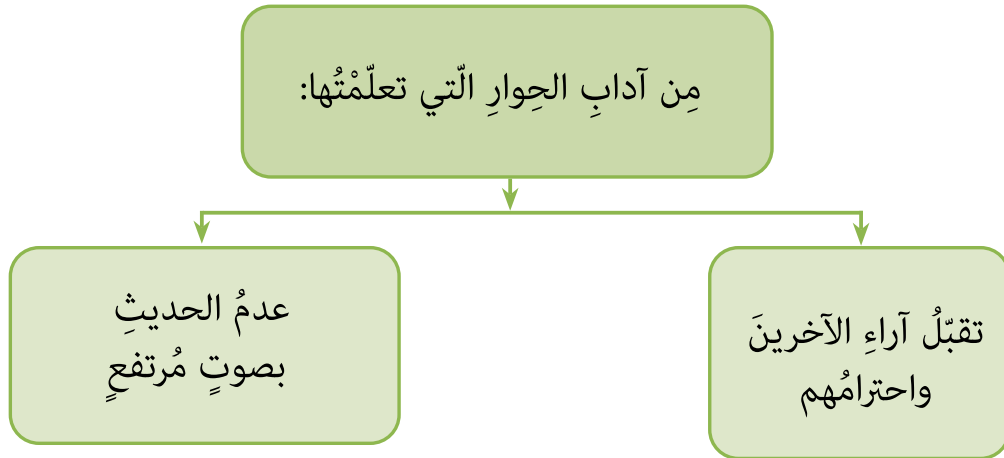 مِن آدابِ الحِوارِ الّتي تعلّمْتُها:
تقبّلُ آراءِ الآخرينَ
واحترامُهم
عدمُ الحديثِ
بصوتٍ مُرتفعٍ